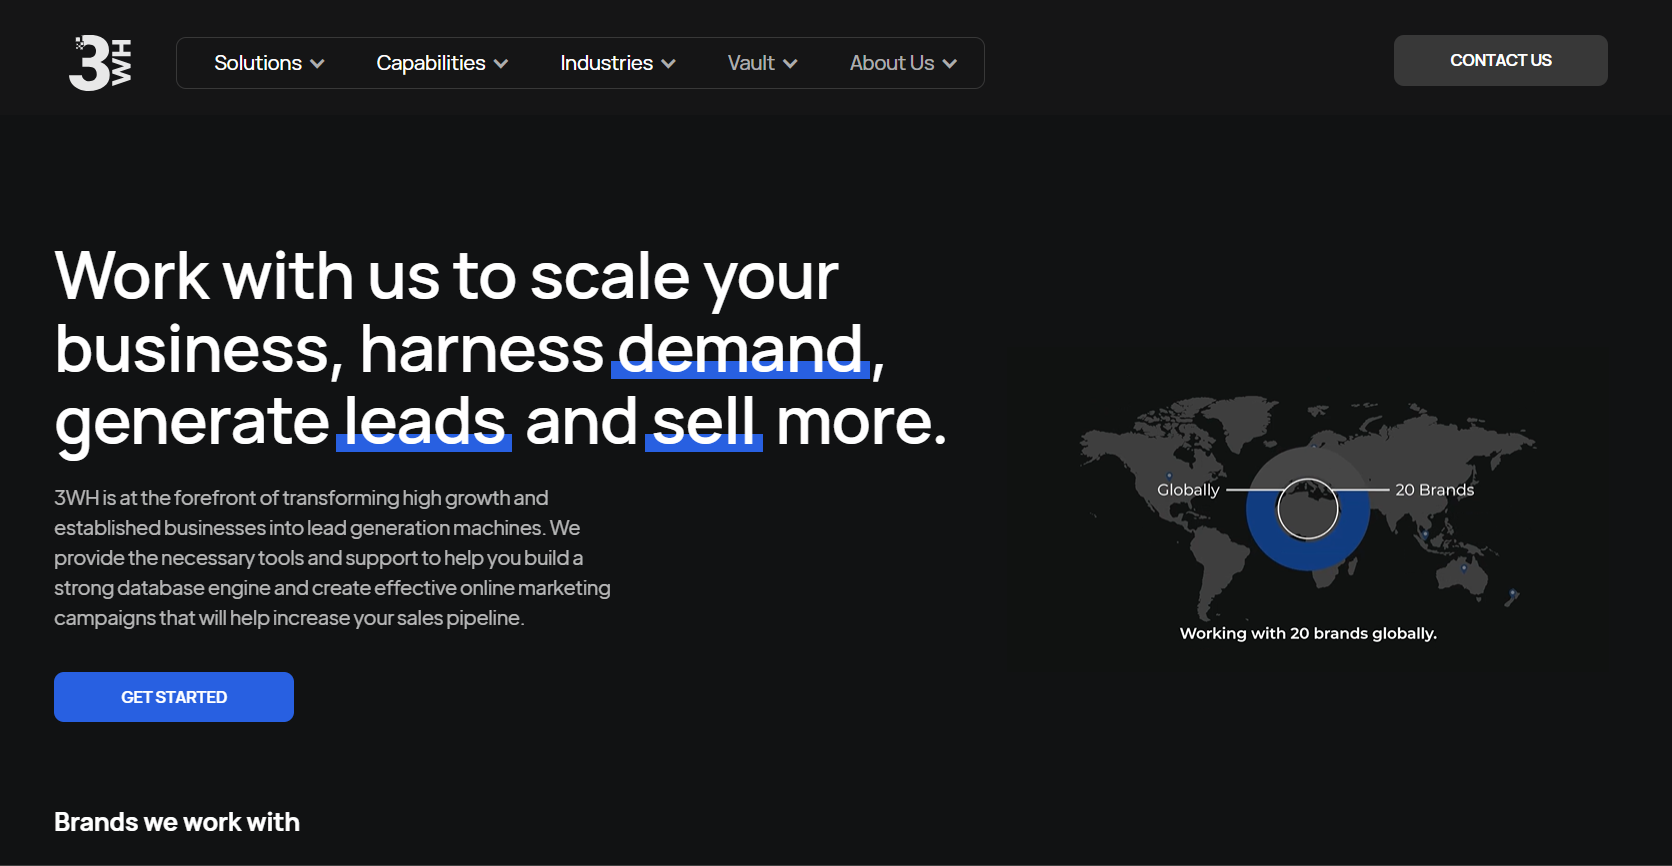 3WH
Solutions
Capabilities
Industries
Vault
About Us
CONTACT US
Work with us to scale your
business, harness demand,
generate leads and sell more.
3WH is at the forefront of transforming high growth and
established businesses into lead generation machines. We
provide the necessary tools and support to help you build a
strong database engine and create effective online marketing
campaigns that will help increase your sales pipeline.
GET STARTED
Globally
20 Brands
Working with 20 brands globally.
Brands we work with